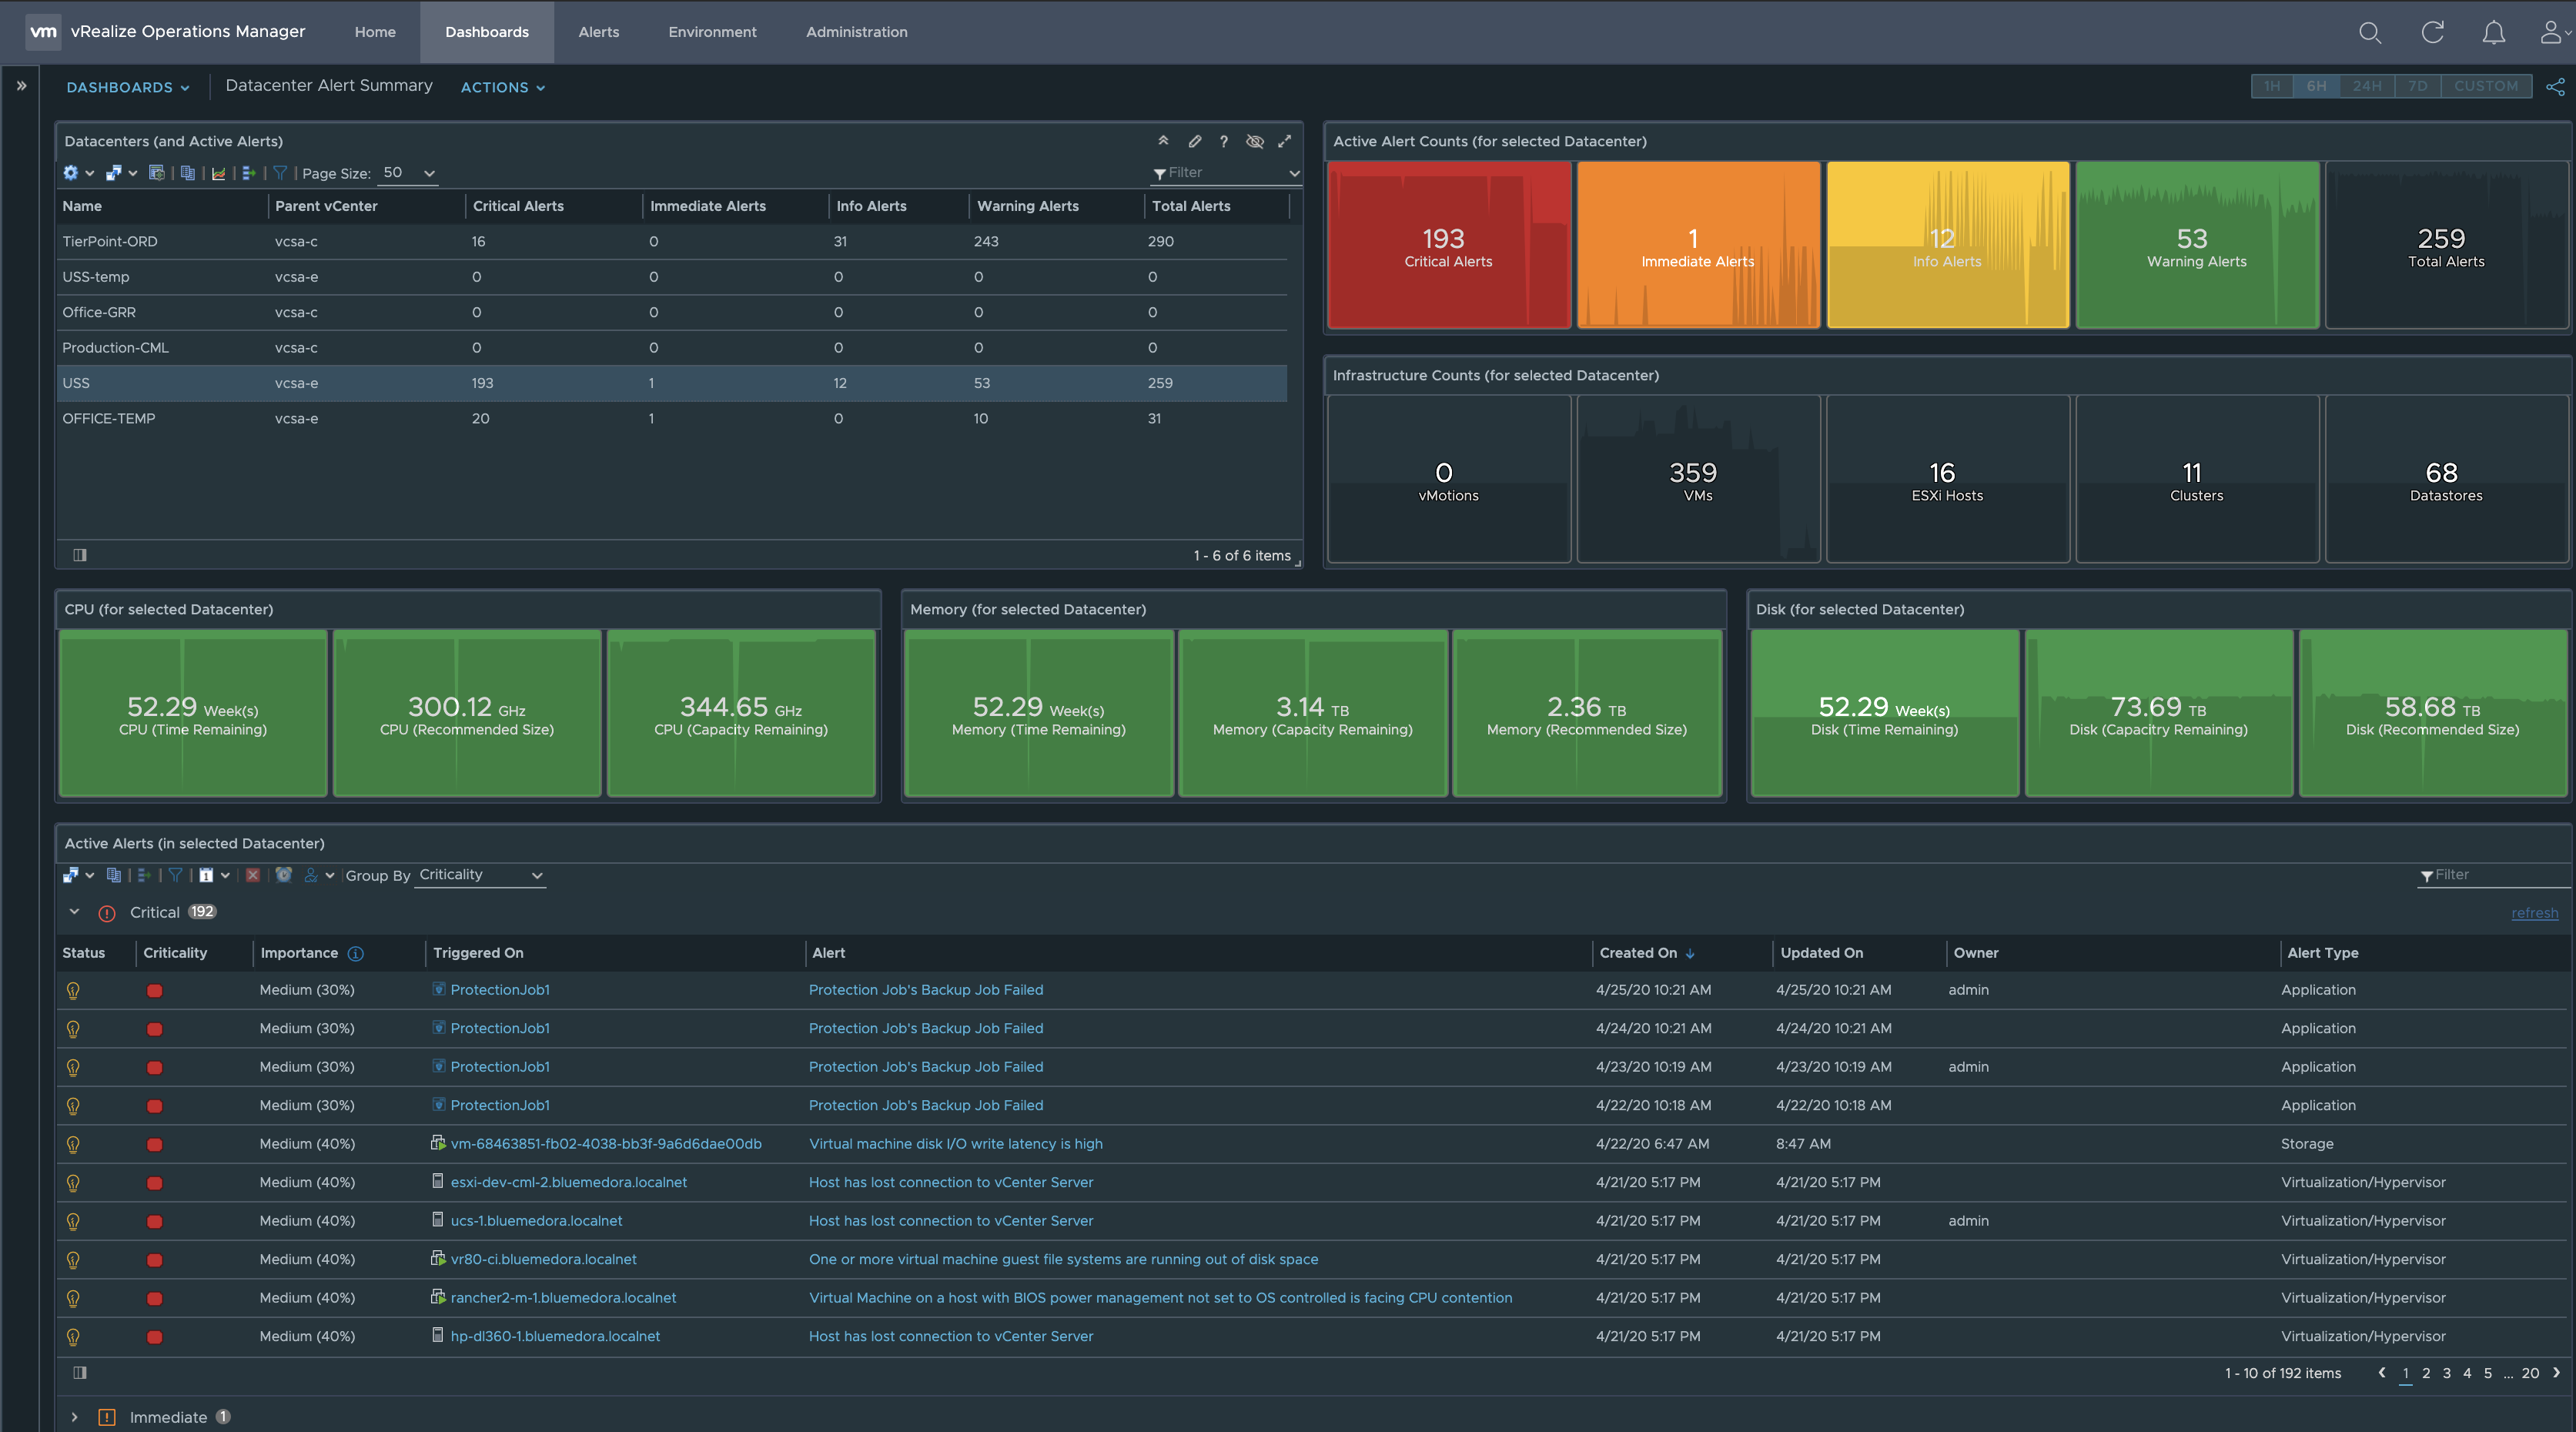 vm vRealize Operations Manager Home Dashboards Alerts Environment Administration
DASHBOARDS Datacenter Alert Summary ACTIONS 1H 6H 24H 7D CUSTOM
Datacenters (and Active Alerts)
Page Size: 50 Filter
Name Parent vCenter Critical Alerts Immediate Alerts Info Alerts Warning Alerts Total Alerts
TierPoint-ORD vcsa-c 16 0 31 243 290
USS-temp vcsa-e 0 0 0 0 0
Office-GRR vcsa-c 0 0 0 0 0
Production-CML vcsa-c 0 0 0 0 0
USS vcsa-e 193 1 12 53 259
OFFICE-TEMP vcsa-e 20 1 0 10 31
1 - 6 of 6 items
Active Alert Counts (for selected Datacenter)
193 1 12 53 259
Critical Alerts Immediate Alerts Info Alerts Warning Alerts Total Alerts
Infrastructure Counts (for selected Datacenter)
0 359 16 11 68
vMotions VMs ESXi Hosts Clusters Datastores
CPU (for selected Datacenter)
52.29 Week(s) 300.12 GHz 344.65 GHz
CPU (Time Remaining) CPU (Recommended Size) CPU (Capacity Remaining)
Memory (for selected Datacenter)
52.29 Week(s) 3.14 TB 2.36 TB
Memory (Time Remaining) Memory (Capacity Remaining) Memory (Recommended Size)
Disk (for selected Datacenter)
52.29 Week(s) 73.69 TB 58.68 TB
Disk (Time Remaining) Disk (Capacitry Remaining) Disk (Recommended Size)
Active Alerts (in selected Datacenter)
1 Group By Criticality Filter
Critical 192 refresh
Status Criticality Importance Triggered On Alert Created On Updated On Owner Alert Type
Medium (30%) ProtectionJob1 Protection Job's Backup Job Failed 4/25/20 10:21 AM 4/25/20 10:21 AM admin Application
Medium (30%) ProtectionJob1 Protection Job's Backup Job Failed 4/24/20 10:21 AM 4/24/20 10:21 AM Application
Medium (30%) ProtectionJob1 Protection Job's Backup Job Failed 4/23/20 10:19 AM 4/23/20 10:19 AM admin Application
Medium (30%) ProtectionJob1 Protection Job's Backup Job Failed 4/22/20 10:18 AM 4/22/20 10:18 AM Application
Medium (40%) vm-68463851-fb02-4038-bb3f-9a6d6dae00db Virtual machine disk I/O write latency is high 4/22/20 6:47 AM 8:47 AM Storage
Medium (40%) esxi-dev-cml-2.bluemedora.localnet Host has lost connection to vCenter Server 4/21/20 5:17 PM 4/21/20 5:17 PM Virtualization/Hypervisor
Medium (40%) ucs-1.bluemedora.localnet Host has lost connection to vCenter Server 4/21/20 5:17 PM 4/21/20 5:17 PM admin Virtualization/Hypervisor
Medium (40%) vr80-ci.bluemedora.localnet One or more virtual machine guest file systems are running out of disk space 4/21/20 5:17 PM 4/21/20 5:17 PM Virtualization/Hypervisor
Medium (40%) rancher2-m-1.bluemedora.localnet Virtual Machine on a host with BIOS power management not set to OS controlled is facing CPU contention 4/21/20 5:17 PM 4/21/20 5:17 PM Virtualization/Hypervisor
Medium (40%) hp-dl360-1.bluemedora.localnet Host has lost connection to vCenter Server 4/21/20 5:17 PM 4/21/20 5:17 PM Virtualization/Hypervisor
1 - 10 of 192 items 1 2 3 4 5 ... 20
Immediate 1